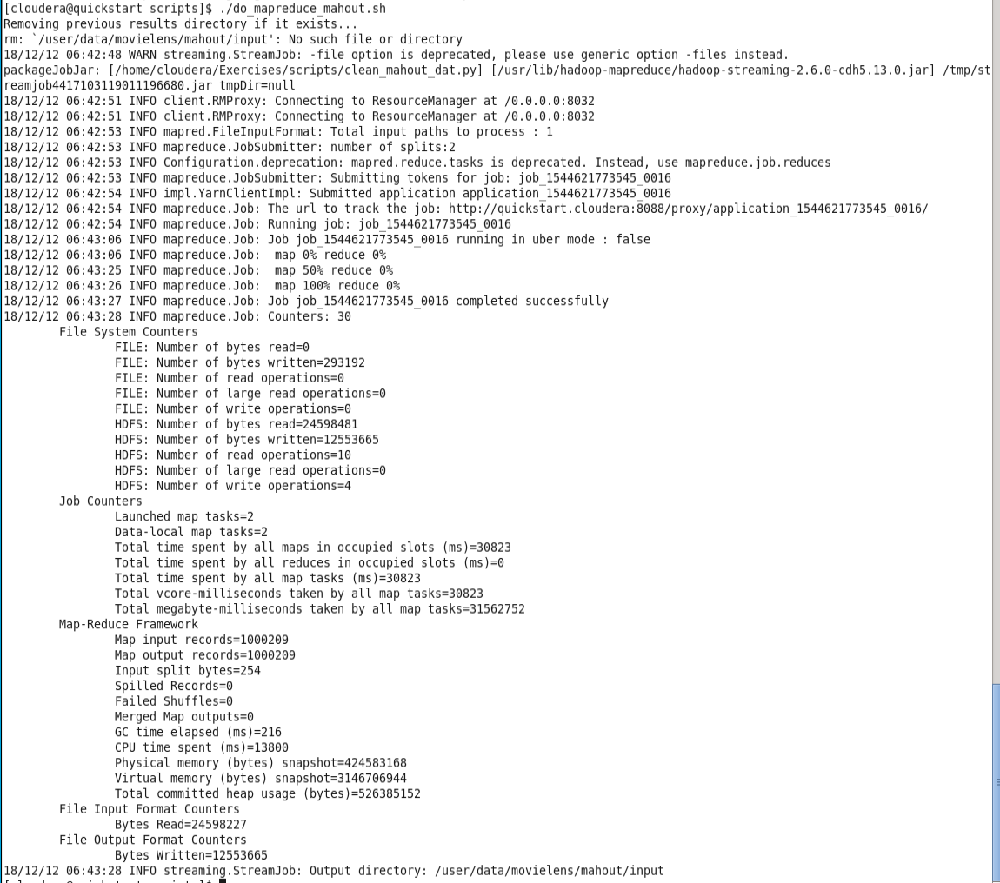 [cloudera@quickstart scripts]$ ./do_mapreduce_mahout.sh
Removing previous results directory if it exists...
rm: `/user/data/movielens/mahout/input': No such file or directory
18/12/12 06:42:48 WARN streaming.StreamJob: -file option is deprecated, please use generic option -files instead.
packageJobJar: [/home/cloudera/Exercises/scripts/clean_mahout_dat.py] [/usr/lib/hadoop-mapreduce/hadoop-streaming-2.6.0-cdh5.13.0.jar] /tmp/st
reamjob4417103119011196680.jar tmpDir=null
18/12/12 06:42:51 INFO client.RMProxy: Connecting to ResourceManager at /0.0.0.0:8032
18/12/12 06:42:51 INFO client.RMProxy: Connecting to ResourceManager at /0.0.0.0:8032
18/12/12 06:42:53 INFO mapred.FileInputFormat: Total input paths to process : 1
18/12/12 06:42:53 INFO mapreduce.JobSubmitter: number of splits:2
18/12/12 06:42:53 INFO Configuration.deprecation: mapred.reduce.tasks is deprecated. Instead, use mapreduce.job.reduces
18/12/12 06:42:53 INFO mapreduce.JobSubmitter: Submitting tokens for job: job_1544621773545_0016
18/12/12 06:42:54 INFO impl.YarnClientImpl: Submitted application application_1544621773545_0016
18/12/12 06:42:54 INFO mapreduce.Job: The url to track the job: http://quickstart.cloudera:8088/proxy/application_1544621773545_0016/
18/12/12 06:42:54 INFO mapreduce.Job: Running job: job_1544621773545_0016
18/12/12 06:43:06 INFO mapreduce.Job: Job job_1544621773545_0016 running in uber mode : false
18/12/12 06:43:06 INFO mapreduce.Job:  map 0% reduce 0%
18/12/12 06:43:25 INFO mapreduce.Job:  map 50% reduce 0%
18/12/12 06:43:26 INFO mapreduce.Job:  map 100% reduce 0%
18/12/12 06:43:27 INFO mapreduce.Job: Job job_1544621773545_0016 completed successfully
18/12/12 06:43:28 INFO mapreduce.Job: Counters: 30
File System Counters
FILE: Number of bytes read=0
FILE: Number of bytes written=293192
FILE: Number of read operations=0
FILE: Number of large read operations=0
FILE: Number of write operations=0
HDFS: Number of bytes read=24598481
HDFS: Number of bytes written=12553665
HDFS: Number of read operations=10
HDFS: Number of large read operations=0
HDFS: Number of write operations=4
Job Counters
Launched map tasks=2
Data-local map tasks=2
Total time spent by all maps in occupied slots (ms)=30823
Total time spent by all reduces in occupied slots (ms)=0
Total time spent by all map tasks (ms)=30823
Total vcore-milliseconds taken by all map tasks=30823
Total megabyte-milliseconds taken by all map tasks=31562752
Map-Reduce Framework
Map input records=1000209
Map output records=1000209
Input split bytes=254
Spilled Records=0
Failed Shuffles=0
Merged Map outputs=0
GC time elapsed (ms)=216
CPU time spent (ms)=13800
Physical memory (bytes) snapshot=424583168
Virtual memory (bytes) snapshot=3146706944
Total committed heap usage (bytes)=526385152
File Input Format Counters
Bytes Read=24598227
File Output Format Counters
Bytes Written=12553665
18/12/12 06:43:28 INFO streaming.StreamJob: Output directory: /user/data/movielens/mahout/input